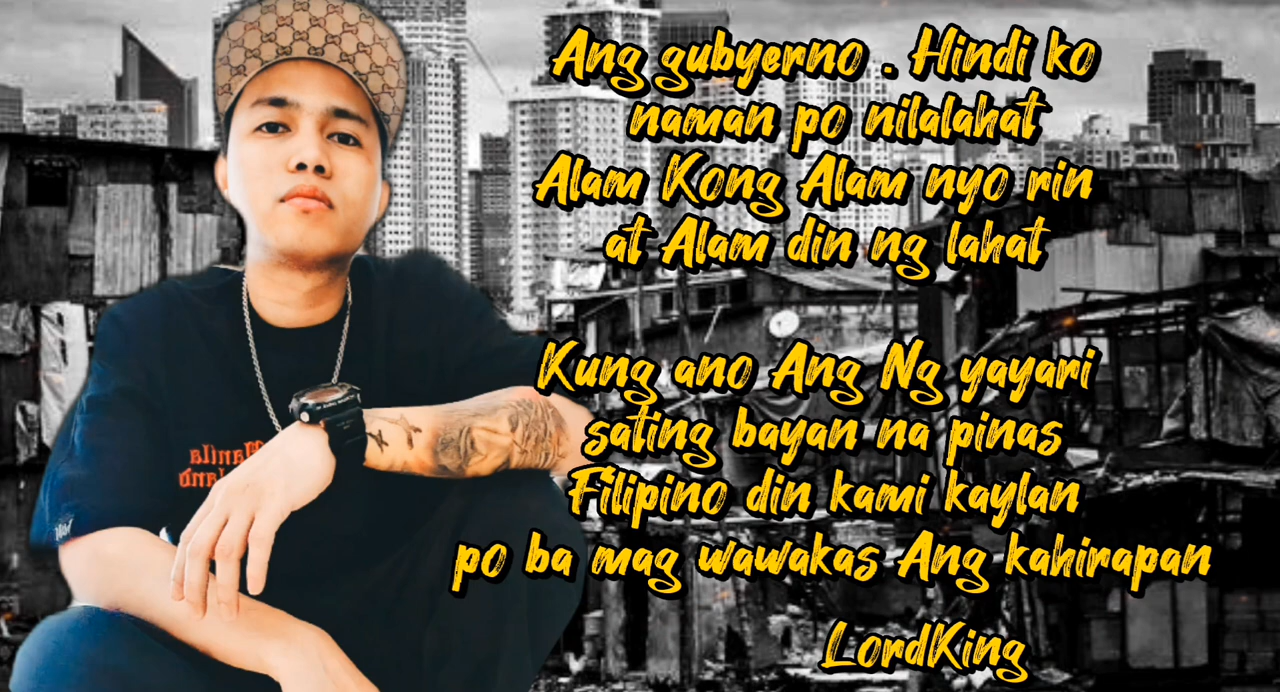 Ang gubyerno . Hindi ko
naman po nilalahat
Alam Kong Alam nyo rin
at Alam din ng lahat
Kung ano Ang Ng yayari
sating bayan na pinas
Filipino din kami kaylan
po ba mag wawakas Ang kahirapan
LordKing
Manila